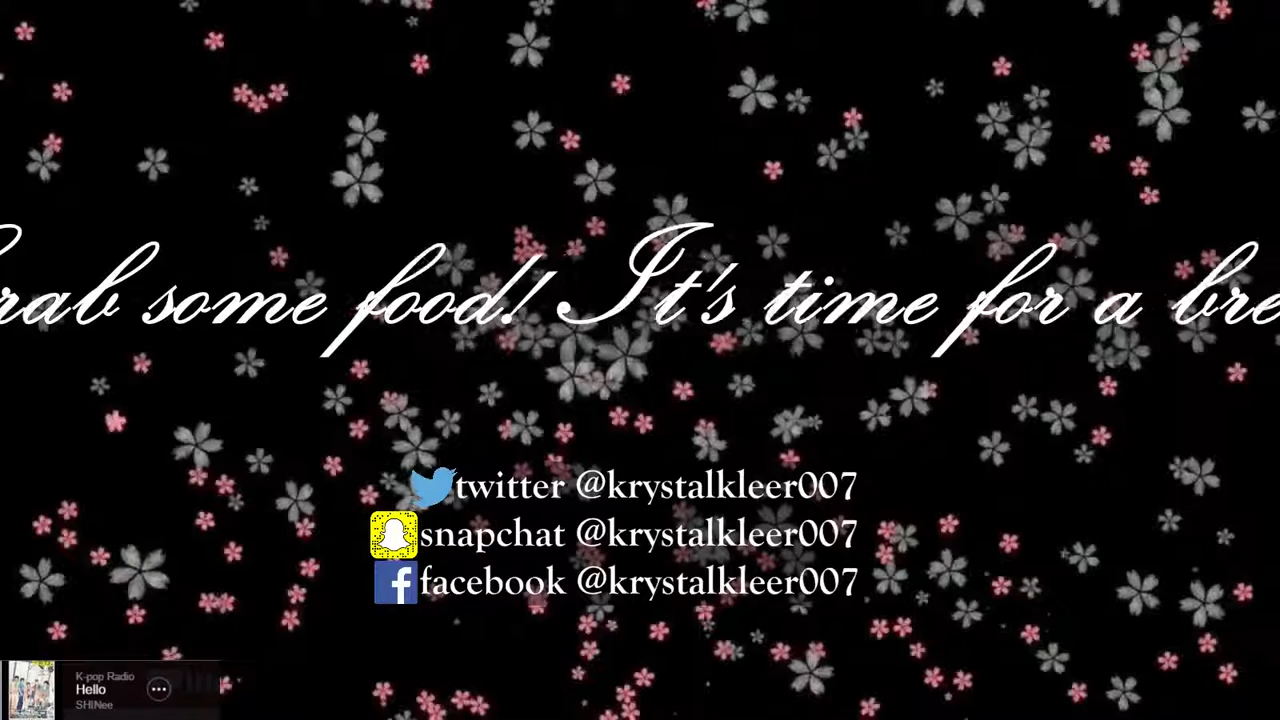 rab some food! It's time for a bre
twitter @krystalkleer007
snapchat @krystalkleer007
facebook @krystalkleer007
K-pop Radio
Hello
SHINee